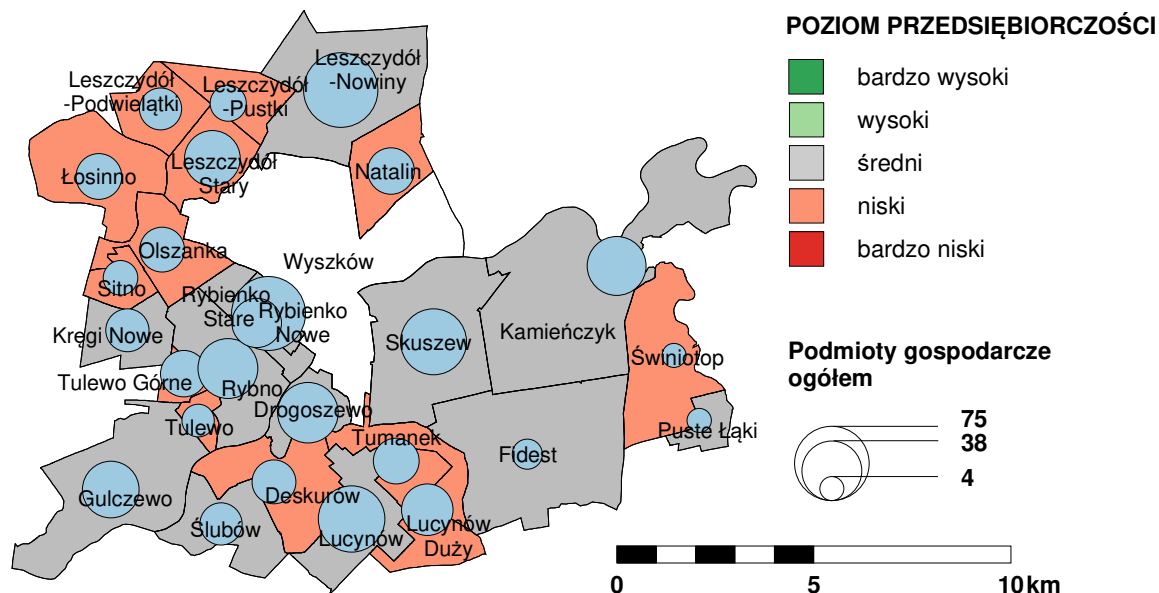 POZIOM PRZEDSIĘBIORCZOŚCI
bardzo wysoki
wysoki
średni
niski
bardzo niski
Leszczydół
-Nowiny
Leszczydół
-Podwielątki
Leszczydół
-Pustki
Leszczydół
Stary
Łosinno
Natalin
Olszanka
Wyszków
Sitno
Rybienko
Stare
Rybienko
Nowe
Kręgi Nowe
Skuszew
Kamieńczyk
Świniotop
Tulewo Górne
Rybno
Drogoszewo
Tulewo
Tumanek
Fidest
Puste Łąki
Gulczewo
Deskurów
Ślubów
Lucynów
Lucynów
Duży
Podmioty gospodarcze
ogółem
75
38
4
0
5
10 km